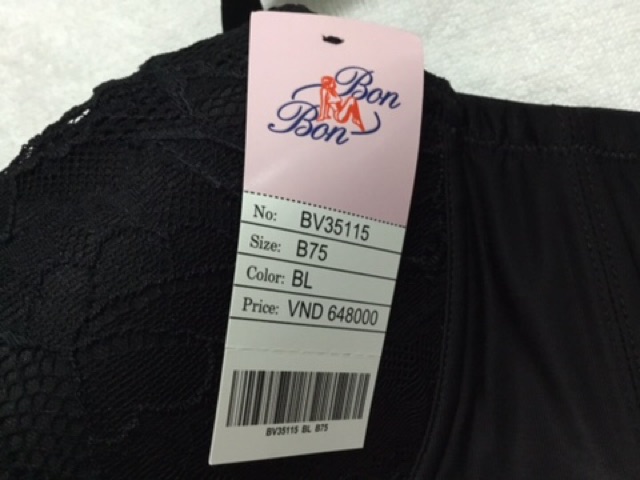 Bon
Bon
No: BV35115
Size: B75
Color: BL
Price: VND 648000
BV35115 BL B75